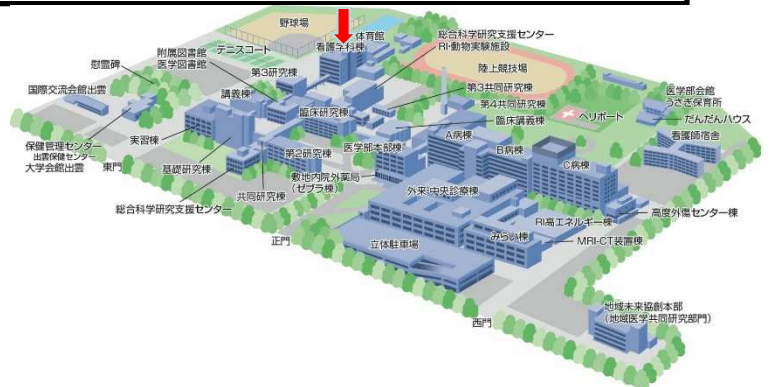 野球場
体育館
看護学科棟
テニスコート
総合科学研究支援センター
RI・動物実験施設
附属図書館
医学図書館
慰霊碑
第3研究棟
陸上競技場
国際交流会館出雲
講義棟
第3共同研究棟
第4共同研究棟
医学部会館
うさぎ保育所
臨床研究棟
臨床講義棟
ヘリポート
だんだんハウス
実習棟
A病棟
看護師宿舎
保健管理センター
出雲保健センター
大学会館出雲
医学部本部棟
B病棟
第2研究棟
C病棟
東門
基礎研究棟
敷地内院外薬局
(ゼブラ棟)
共同研究棟
外来・中央診療棟
総合科学研究支援センター
高度外傷センター棟
RI高エネルギー棟
正門
みらい棟
MRI-CT装置棟
立体駐車場
西門
地域未来協創本部
(地域医学共同研究部門)